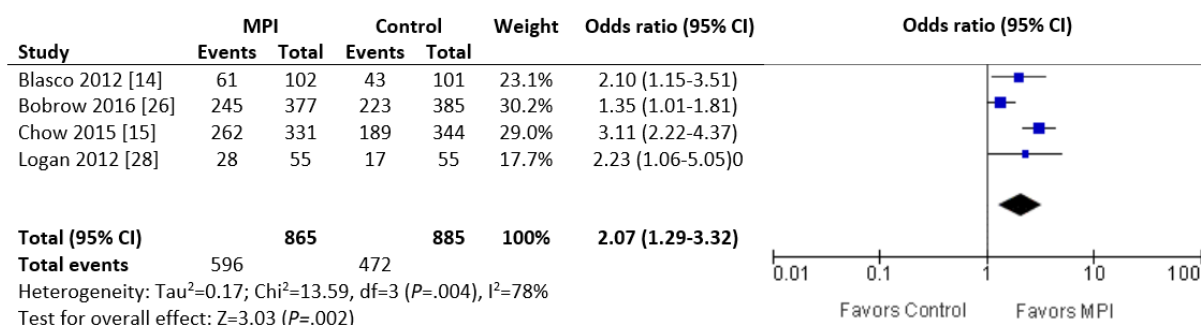 MPI Control Weight Odds ratio (95% CI) Odds ratio (95% CI)
Study Events Total Events Total
Blasco 2012 [14] 61 102 43 101 23.1% 2.10 (1.15-3.51)
Bobrow 2016 [26] 245 377 223 385 30.2% 1.35 (1.01-1.81)
Chow 2015 [15] 262 331 189 344 29.0% 3.11 (2.22-4.37)
Logan 2012 [28] 28 55 17 55 17.7% 2.23 (1.06-5.05)0
Total (95% CI) 865 885 100% 2.07 (1.29-3.32)
Total events 596 472
Heterogeneity: Tau²=0.17; Chi²=13.59, df=3 (P=.004), I²=78%
Test for overall effect: Z=3.03 (P=.002)
0.01 0.1 1 10 100
Favors Control Favors MPI